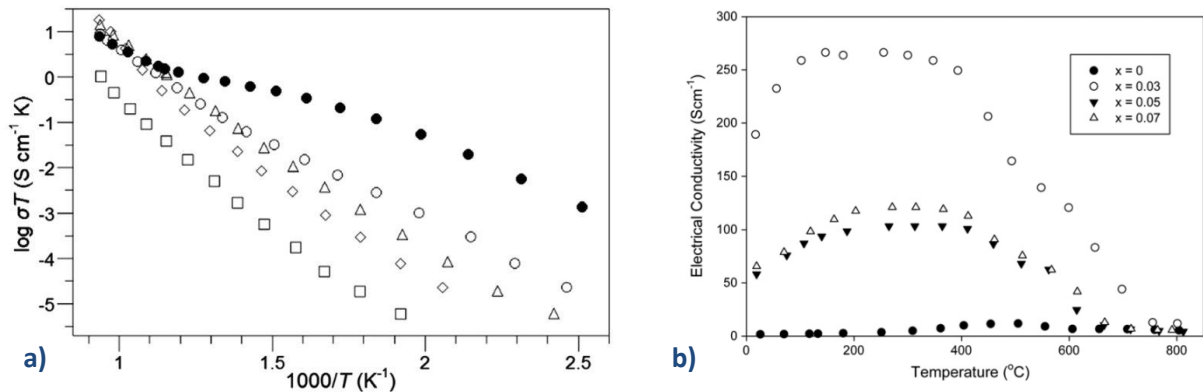 1
0
-1
-2
-3
-4
-5
log σT (S cm⁻¹ K)
1
1.5
2
2.5
1000/T (K⁻¹)
a)
300
250
200
150
100
50
0
Electrical Conductivity (Scm⁻¹)
x = 0
x = 0.03
x = 0.05
x = 0.07
0
200
400
600
800
Temperature (°C)
b)